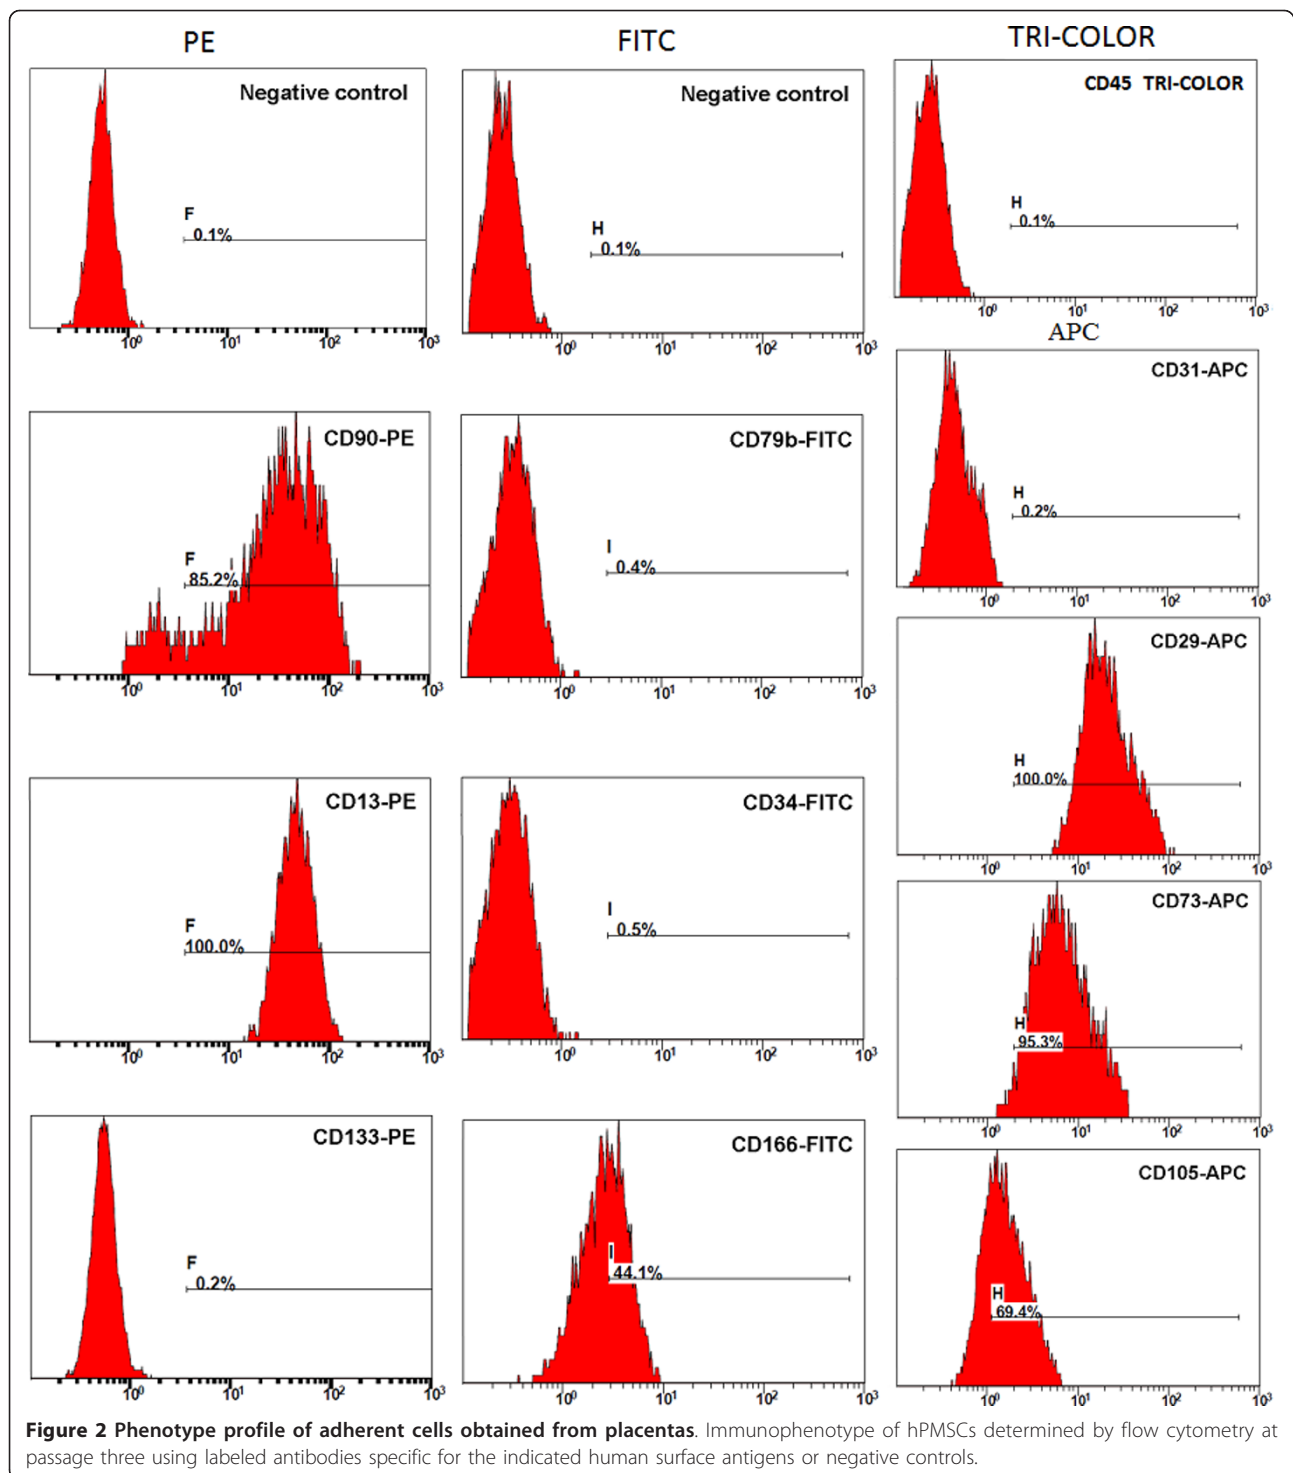 PE
FITC
TRI-COLOR
Negative control
F
0.1%
10⁰ 10¹ 10² 10³
Negative control
H
0.1%
10⁰ 10¹ 10² 10³
CD45 TRI-COLOR
H
0.1%
10⁰ 10¹ 10² 10³
APC
CD31-APC
H
0.2%
10⁰ 10¹ 10² 10³
CD90-PE
F
I
85.2%
10⁰ 10¹ 10² 10³
CD79b-FITC
I
0.4%
10⁰ 10¹ 10² 10³
CD29-APC
H
100.0%
10⁰ 10¹ 10² 10³
CD13-PE
F
100.0%
10⁰ 10¹ 10² 10³
CD34-FITC
I
0.5%
10⁰ 10¹ 10² 10³
CD73-APC
H
95.3%
10⁰ 10¹ 10² 10³
CD133-PE
F
0.2%
10⁰ 10¹ 10² 10³
CD166-FITC
I
44.1%
10⁰ 10¹ 10² 10³
CD105-APC
H
69.4%
10⁰ 10¹ 10² 10³
Figure 2 Phenotype profile of adherent cells obtained from placentas. Immunophenotype of hPMSCs determined by flow cytometry at
passage three using labeled antibodies specific for the indicated human surface antigens or negative controls.